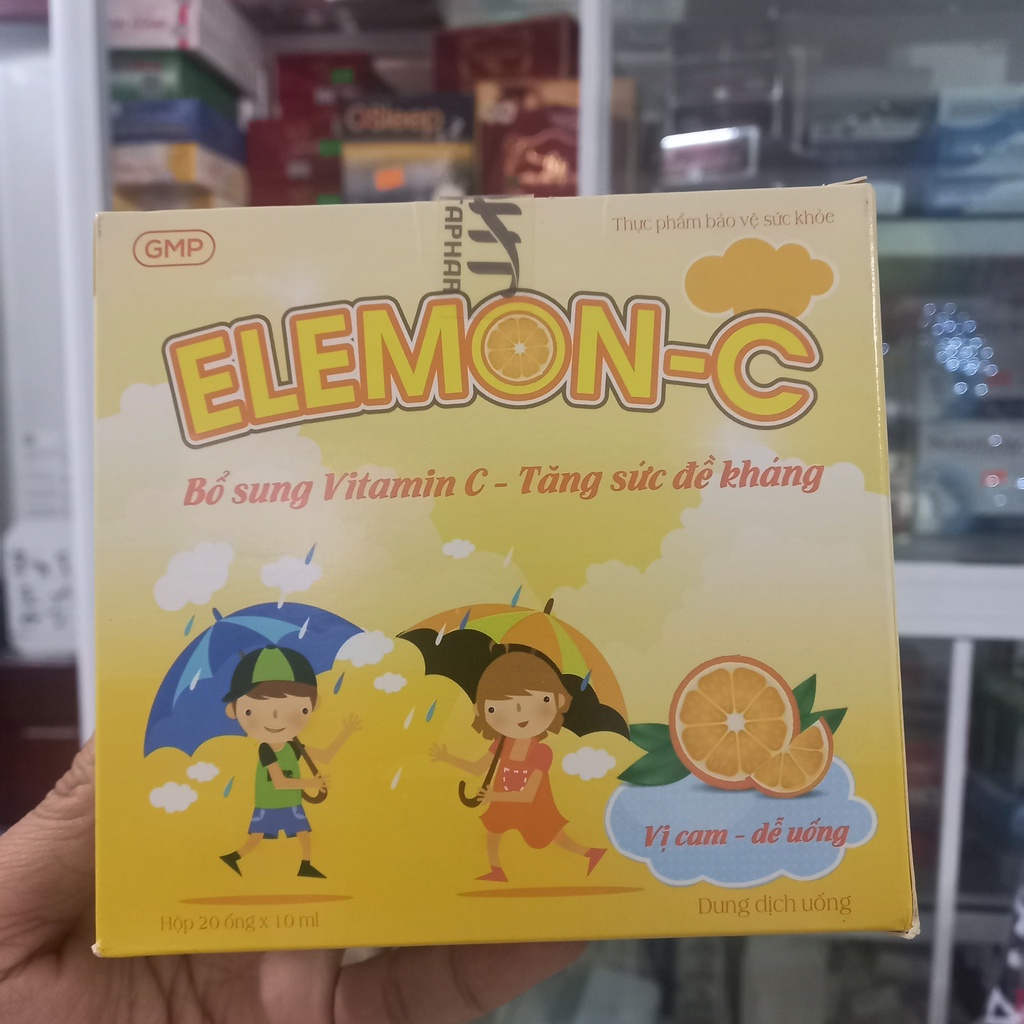 GMP
Thực phẩm bảo vệ sức khỏe
ELEMON-C
Bổ sung Vitamin C - Tăng sức đề kháng
Vị cam - dễ uống
Hộp 20 ống x 10 ml
Dung dịch uống